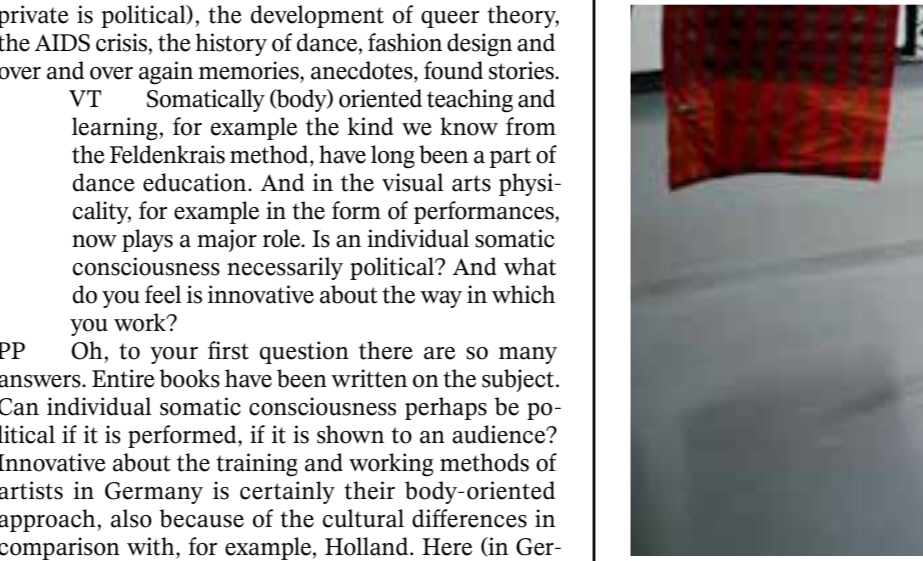 private is political), the development of queer theory,
the AIDS crisis, the history of dance, fashion design and
over and over again memories, anecdotes, found stories.
VT Somatically (body) oriented teaching and
learning, for example the kind we know from
the Feldenkrais method, have long been a part of
dance education. And in the visual arts physi-
cality, for example in the form of performances,
now plays a major role. Is an individual somatic
consciousness necessarily political? And what
do you feel is innovative about the way in which
you work?
PP Oh, to your first question there are so many
answers. Entire books have been written on the subject.
Can individual somatic consciousness perhaps be po-
litical if it is performed, if it is shown to an audience?
Innovative about the training and working methods of
artists in Germany is certainly their body-oriented
approach, also because of the cultural differences in
comparison with, for example, Holland. Here (in Ger-